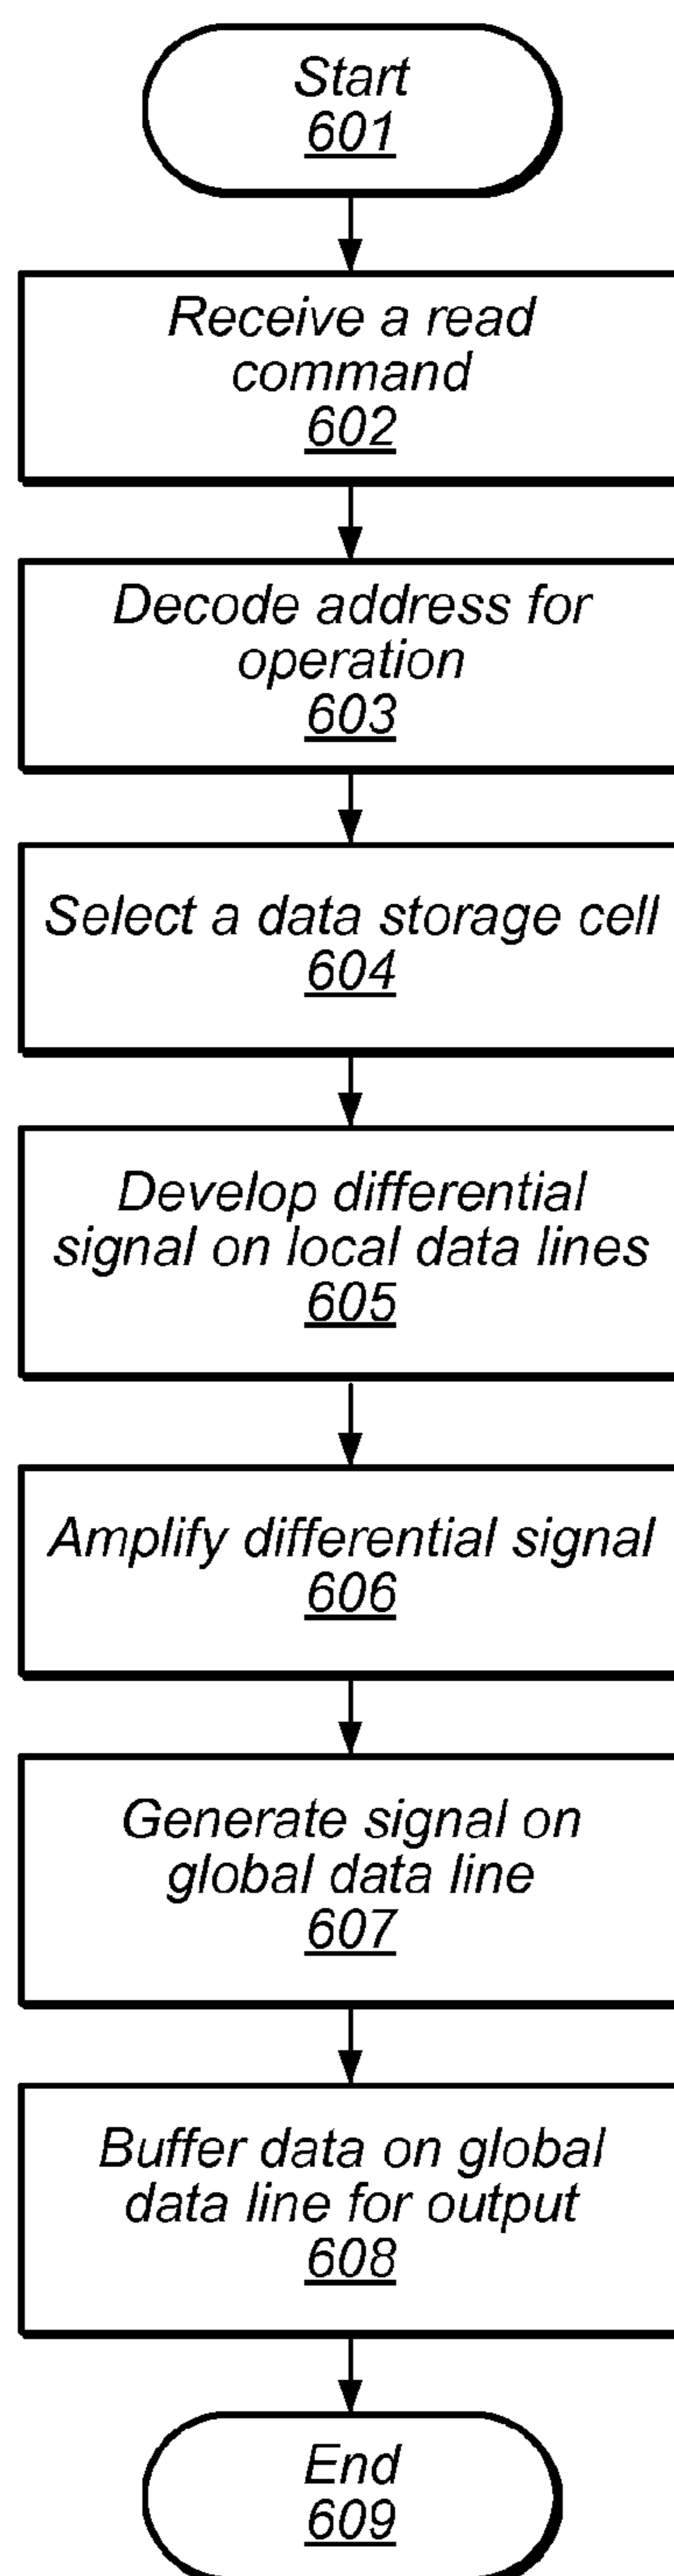 Start
601
Receive a read
command
602
Decode address for
operation
603
Select a data storage cell
604
Develop differential
signal on local data lines
605
Amplify differential signal
606
Generate signal on
global data line
607
Buffer data on global
data line for output
608
End
609